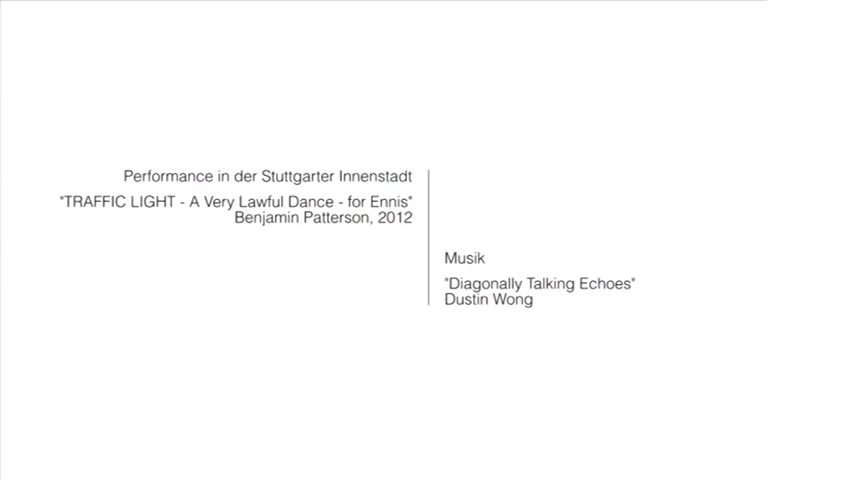 Performance in der Stuttgarter Innenstadt
"TRAFFIC LIGHT - A Very Lawful Dance - for Ennis"
Benjamin Patterson, 2012
Musik
"Diagonally Talking Echoes"
Dustin Wong